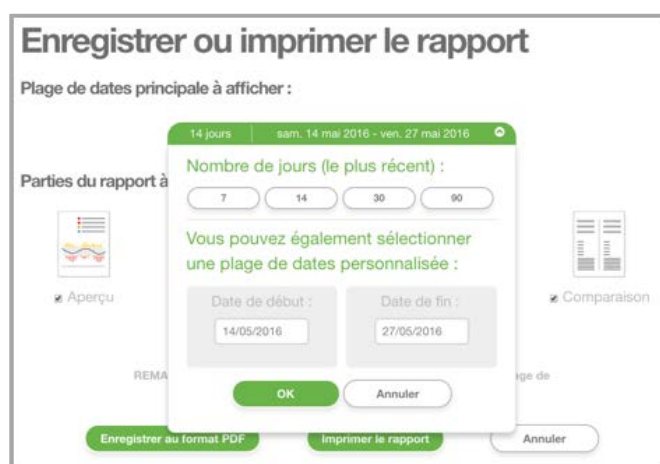 Enregistrer ou imprimer le rapport
Plage de dates principale à afficher :
14 jours sam. 14 mai 2016 - ven. 27 mai 2016
Nombre de jours (le plus récent) :
Parties du rapport à
7 14 30 90
Vous pouvez également sélectionner
une plage de dates personnalisée :
Date de début : Date de fin :
Aperçu Comparaison
14/05/2016 27/05/2016
REMA ge de
OK Annuler
Enregistrer au format PDF Imprimer le rapport Annuler